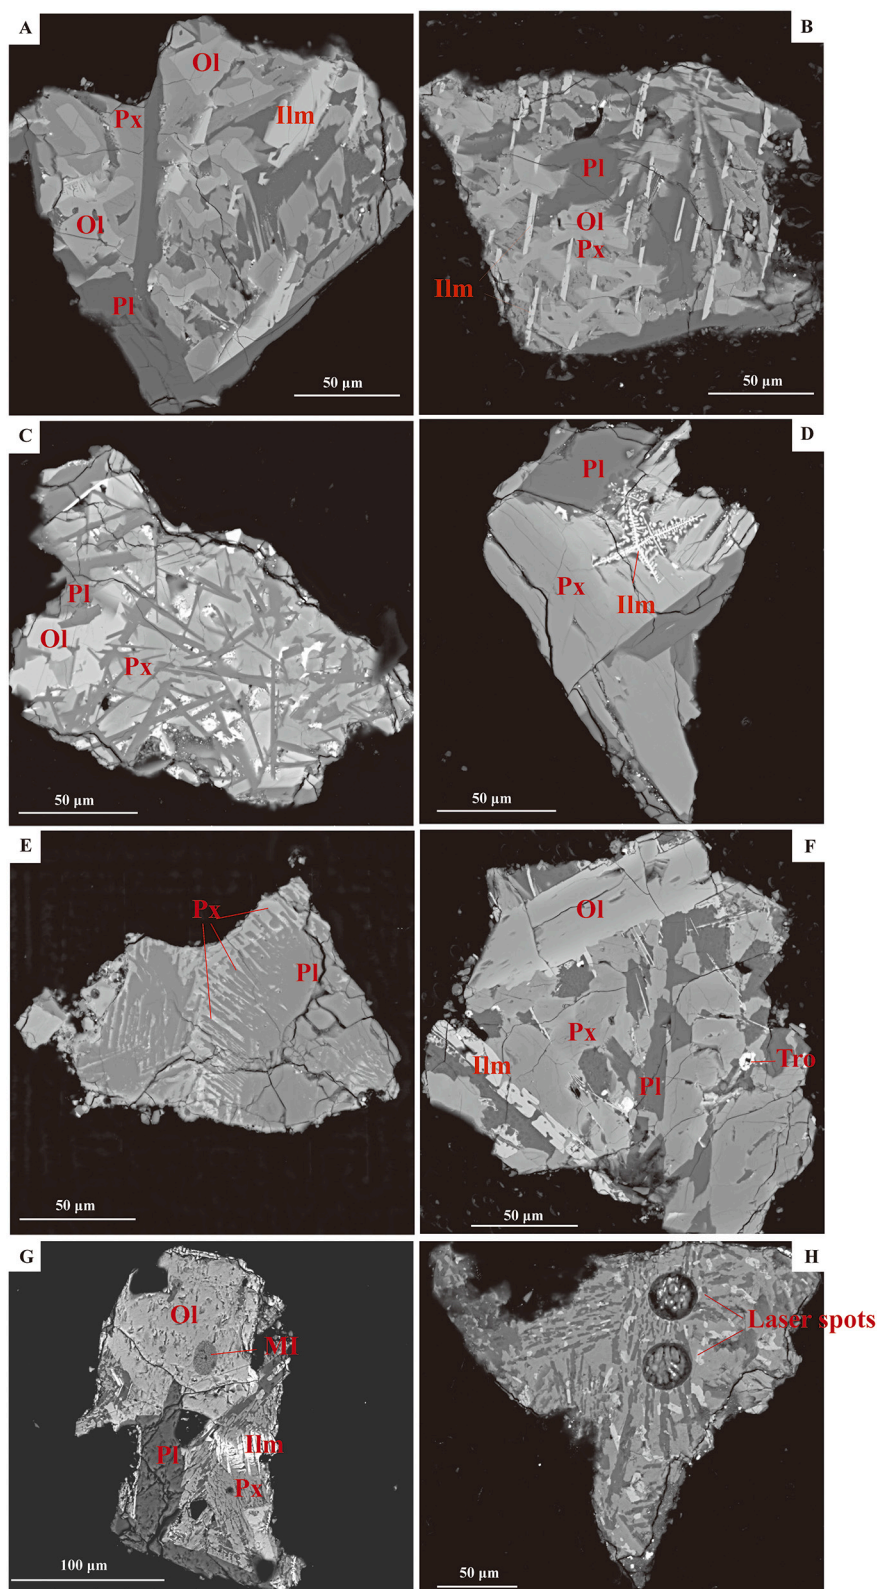 A
Ol
Px
Ilm
Ol
Pl
50 μm
B
Pl
Ol
Px
Ilm
50 μm
C
Pl
Ol
Px
50 μm
D
Pl
Px
Ilm
50 μm
E
Px
Pl
50 μm
F
Ol
Px
Ilm
Pl
Tro
50 μm
G
Ol
MI
Ilm
Pl
Px
100 μm
H
Laser spots
50 μm